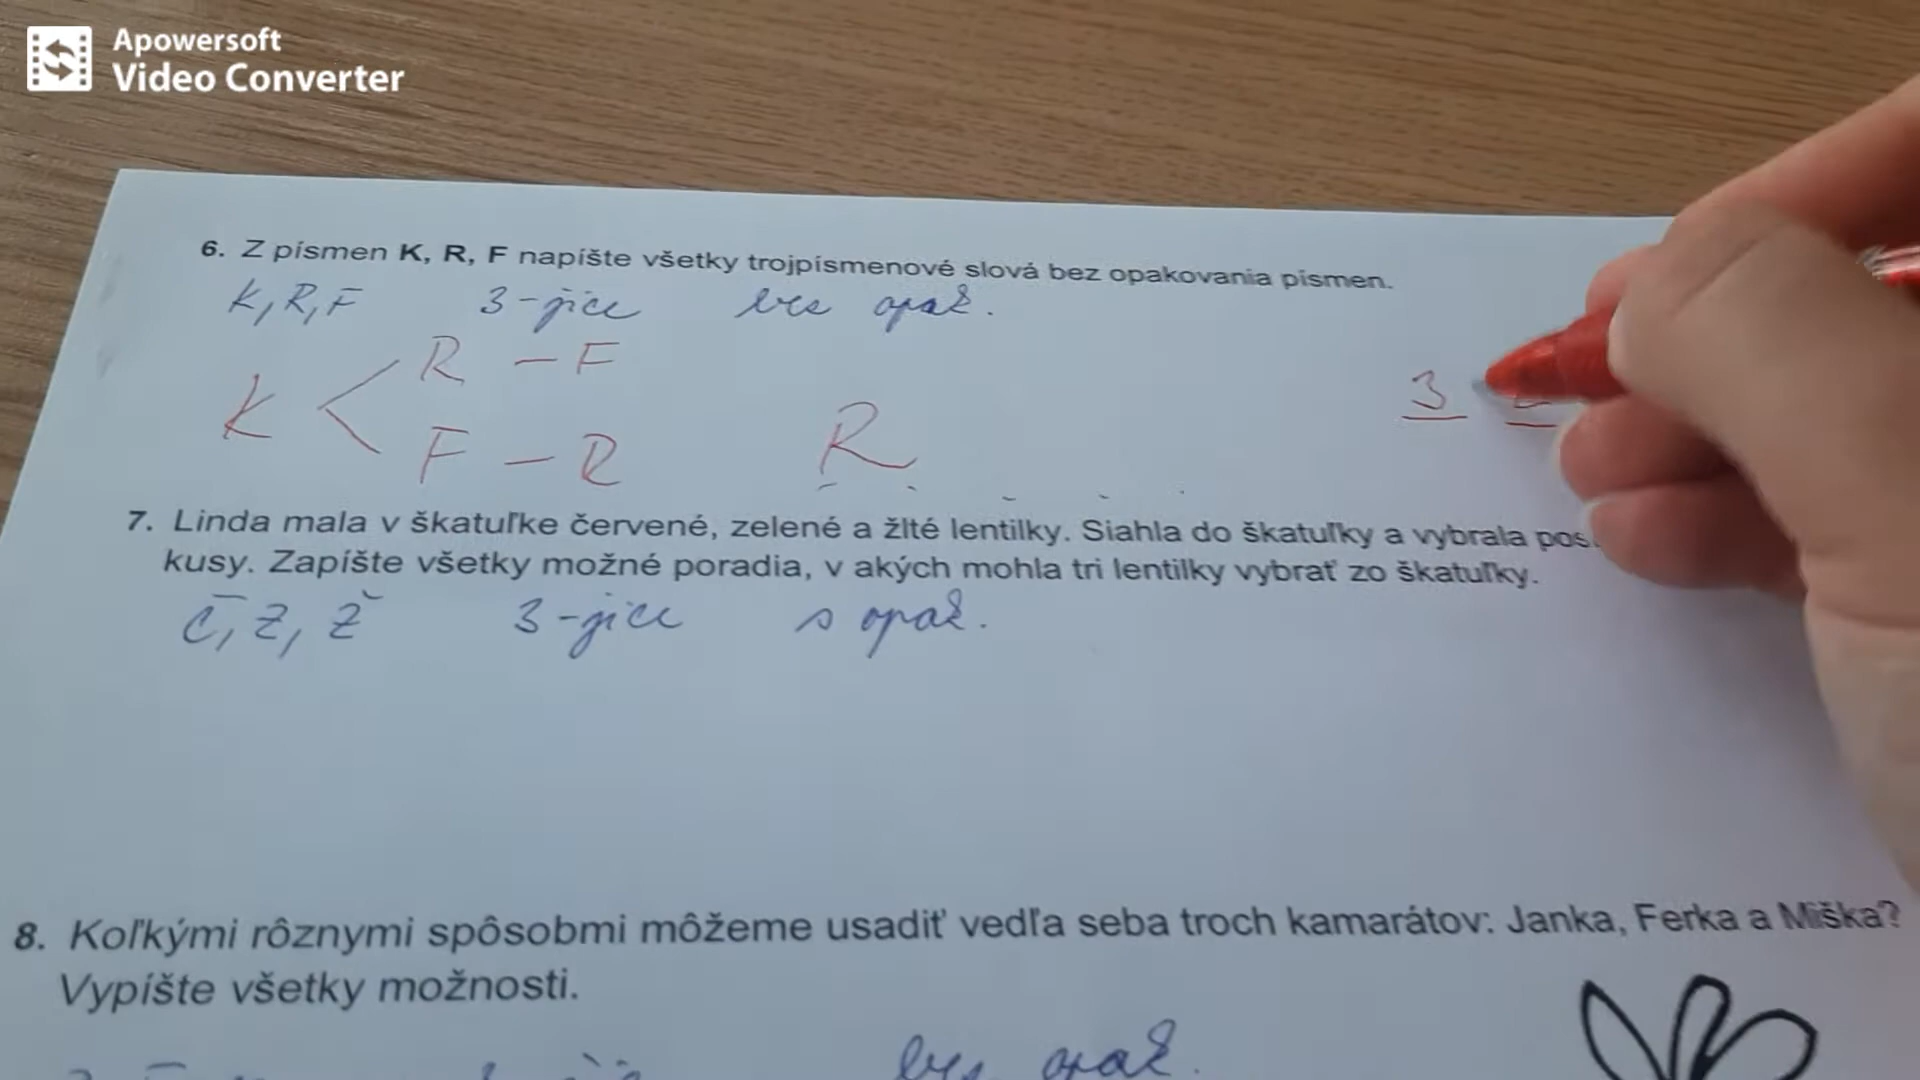 Apowersoft
Video Converter
6. Z písmen K, R, F napíšte všetky trojpísmenové slová bez opakovania písmen.
K, R, F 3-jice bez opak.
K < R - F
F - R
R
3
7. Linda mala v škatuľke červené, zelené a žlté lentilky. Siahla do škatuľky a vybrala
kusy. Zapíšte všetky možné poradia, v akých mohla tri lentilky vybrať zo škatuľky.
Č, Z, Ž 3-jice s opak.
8. Koľkými rôznymi spôsobmi môžeme usadiť vedľa seba troch kamarátov: Janka, Ferka a Miška?
Vypíšte všetky možnosti.
bez opak.